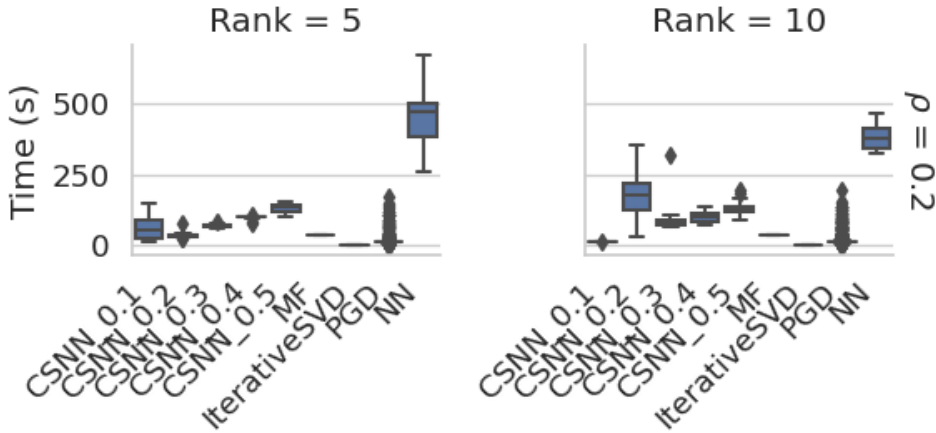 Rank = 5
Rank = 10
Time (s)
500
250
0
ρ = 0.2
CSNN_0.1
CSNN_0.2
CSNN_0.3
CSNN_0.4
CSNN_0.5
MF
IterativeSVD
PGD
NN
CSNN_0.1
CSNN_0.2
CSNN_0.3
CSNN_0.4
CSNN_0.5
MF
IterativeSVD
PGD
NN